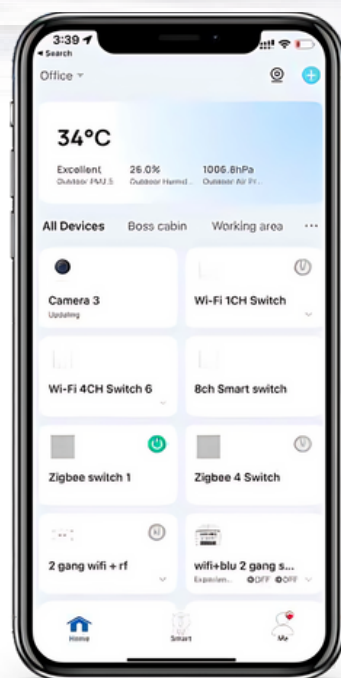 3:39
Search
Office
34°C
Excellent 26.0% 1006.8hPa
Outdoor PM2.5 Outdoor Humid... Outdoor Air Pr...
All Devices Boss cabin Working area ...
Camera 3
Updating
Wi-Fi 1CH Switch
Wi-Fi 4CH Switch 6
8ch Smart switch
Zigbee switch 1
Zigbee 4 Switch
2 gang wifi + rf
wifi+blu 2 gang s...
OFF OFF
Home Smart Me